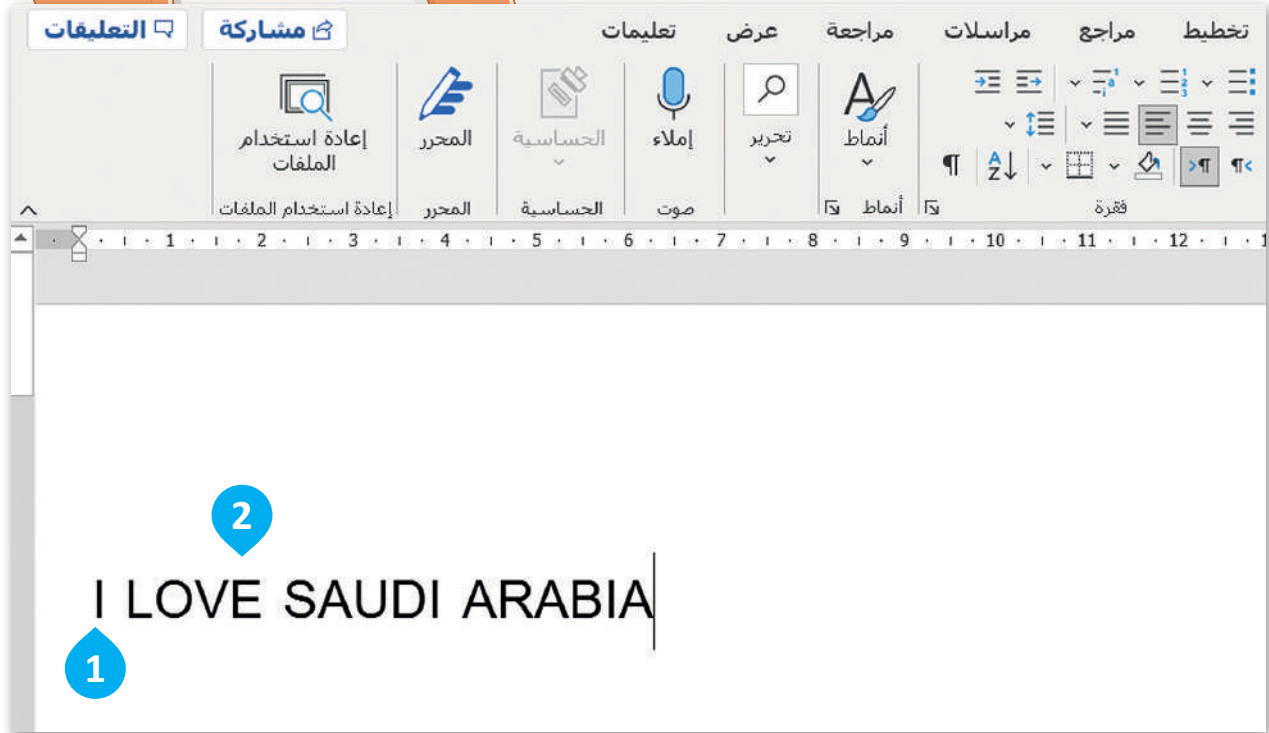 تخطيط مراجع مراسلات مراجعة عرض تعليمات مشاركة التعليقات
أنماط تحرير إملاء الحساسية المحرر إعادة استخدام
الملفات
فقرة أنماط صوت الحساسية المحرر إعادة استخدام الملفات
1 2 3 4 5 6 7 8 9 10 11 12 1
2
I LOVE SAUDI ARABIA
1